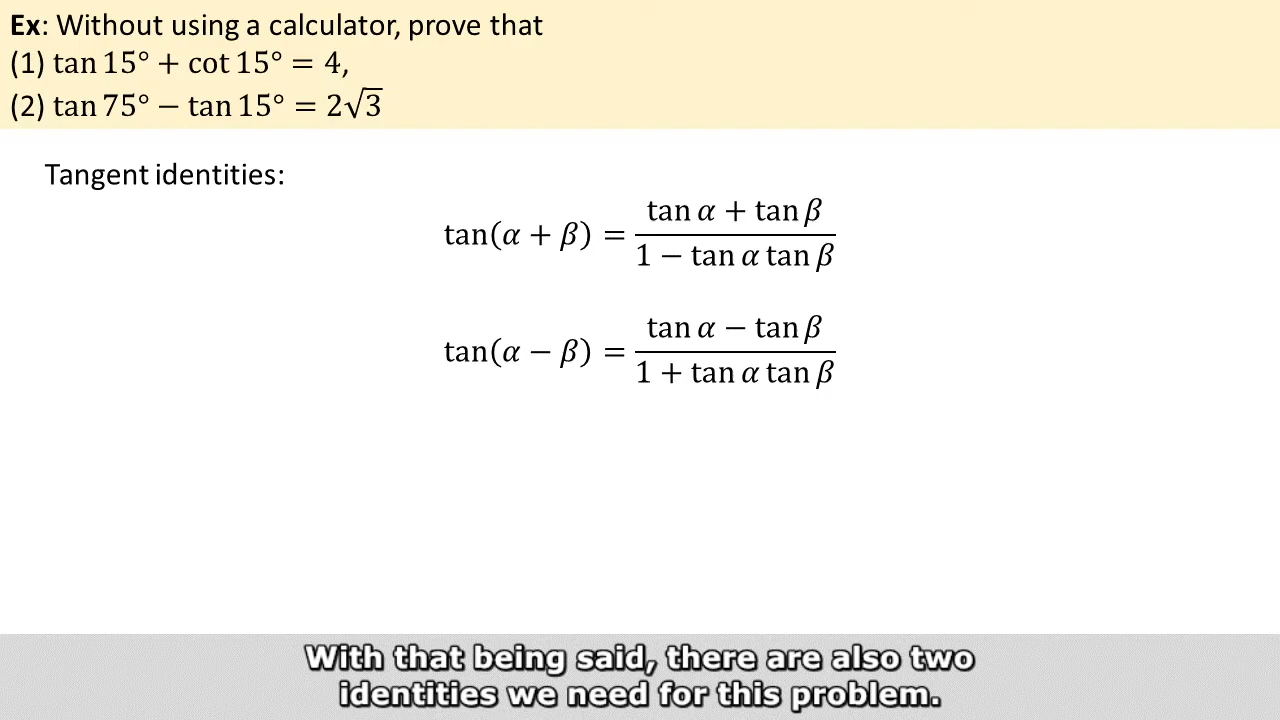 Ex: Without using a calculator, prove that
(1) tan 15° + cot 15° = 4,
(2) tan 75° − tan 15° = 2√3
Tangent identities:
tan(α + β) = (tan α + tan β) / (1 − tan α tan β)
tan(α − β) = (tan α − tan β) / (1 + tan α tan β)
With that being said, there are also two
identities we need for this problem.